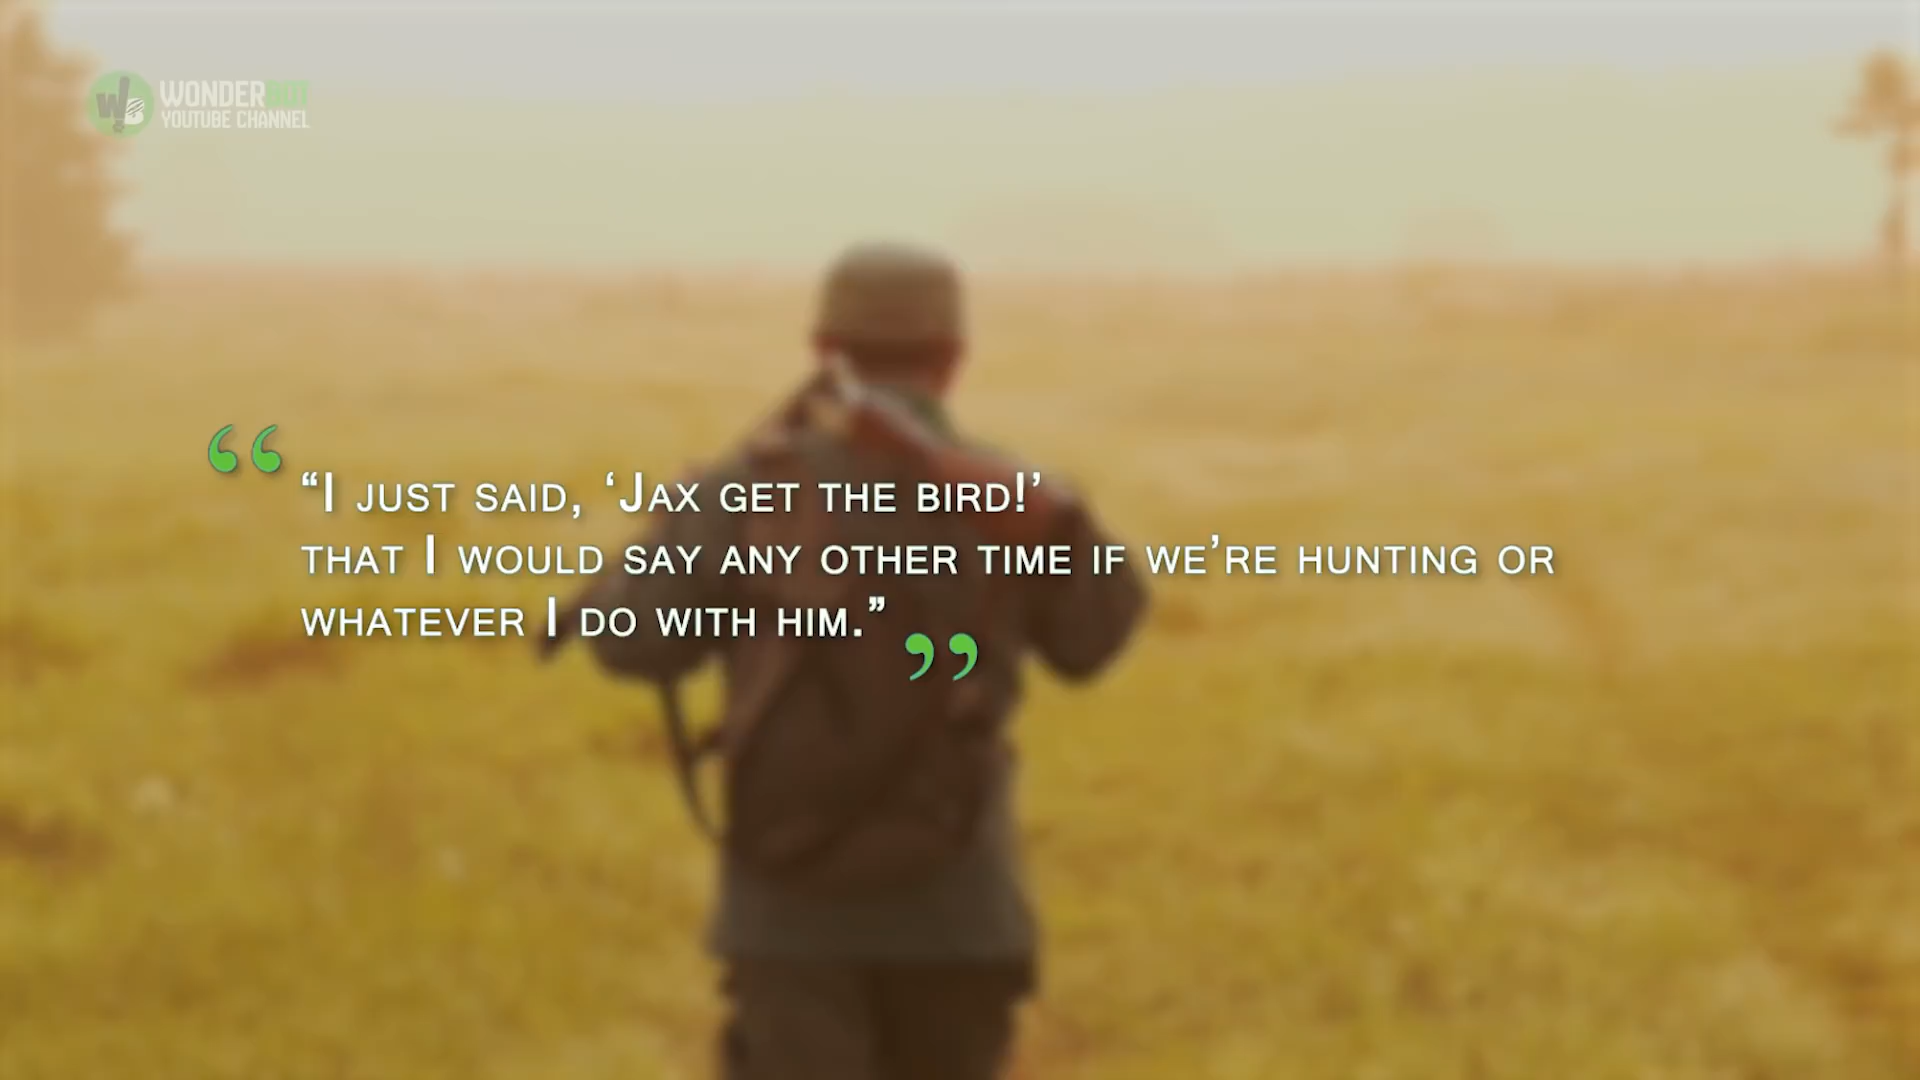 WONDERBOT
YOUTUBE CHANNEL
“I JUST SAID, ‘JAX GET THE BIRD!’
THAT I WOULD SAY ANY OTHER TIME IF WE’RE HUNTING OR
WHATEVER I DO WITH HIM.”